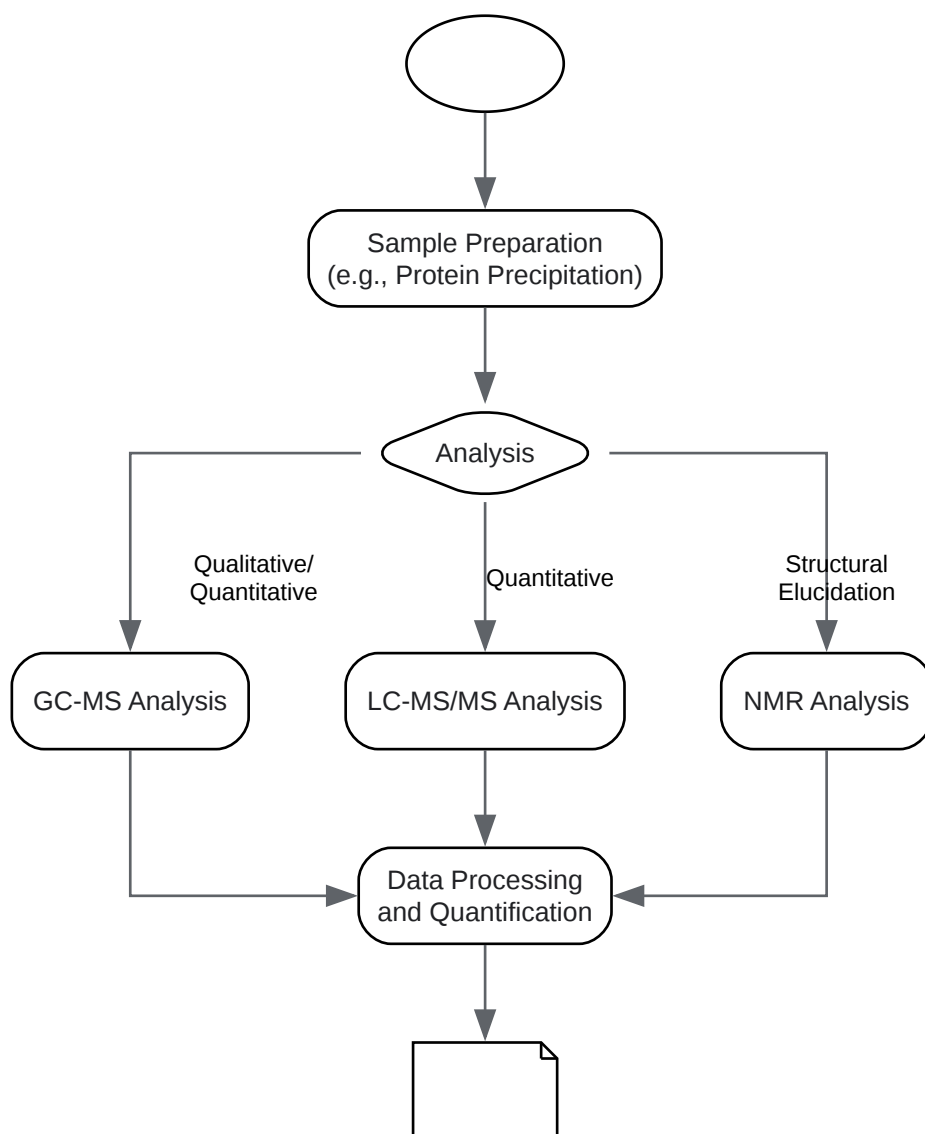 Sample Preparation
(e.g., Protein Precipitation)
Analysis
Qualitative/
Quantitative
Quantitative
Structural
Elucidation
GC-MS Analysis
LC-MS/MS Analysis
NMR Analysis
Data Processing
and Quantification